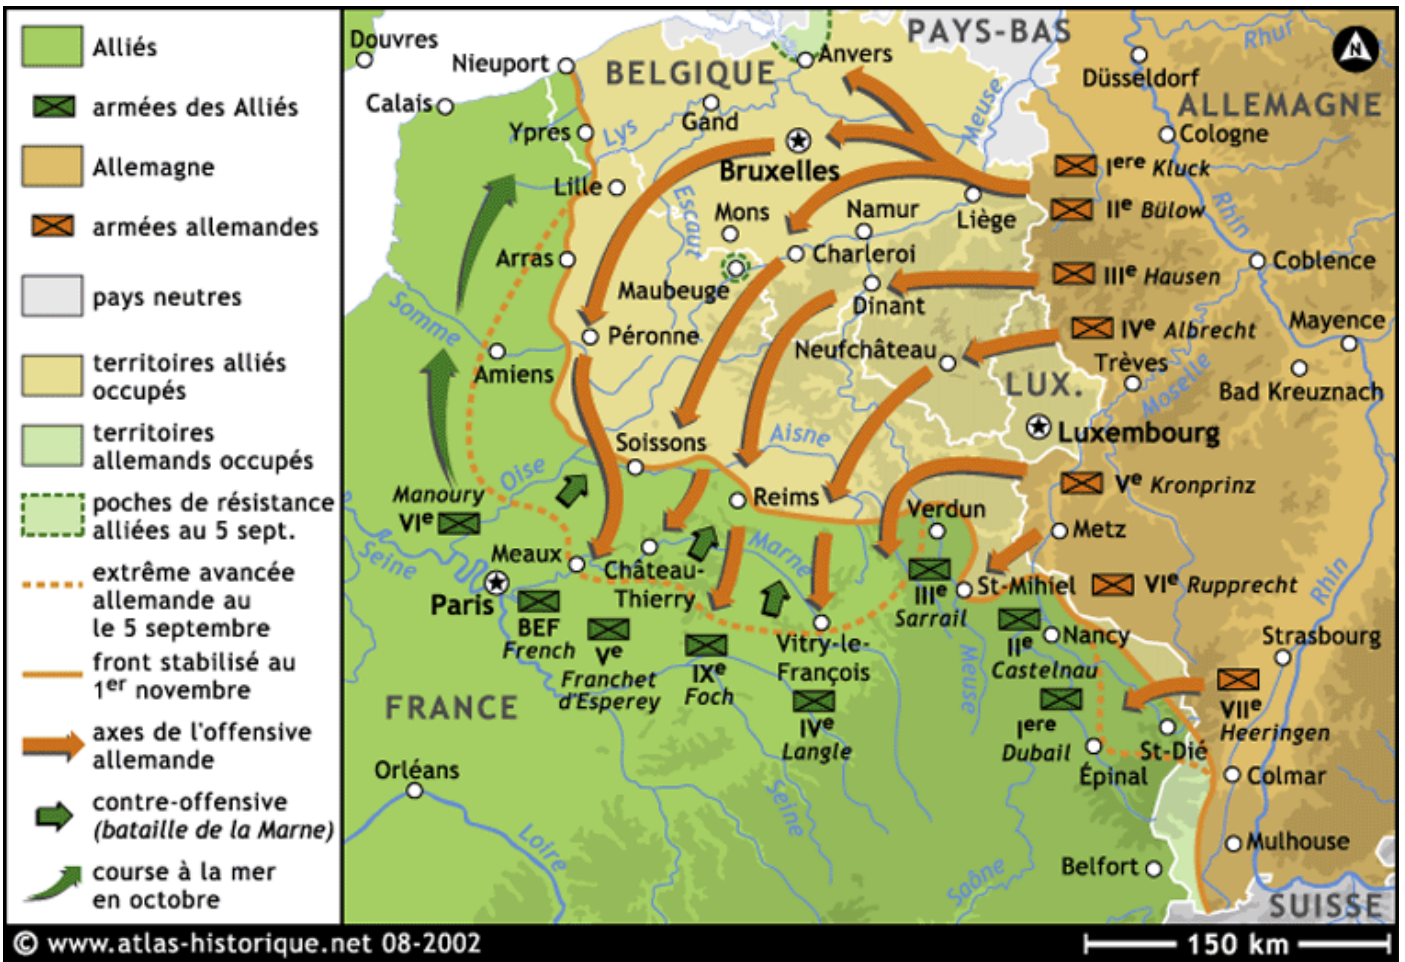 Alliés
armées des Alliés
Allemagne
armées allemandes
pays neutres
territoires alliés
occupés
territoires
allemands occupés
poches de résistance
alliées au 5 sept.
extrême avancée
allemande au
le 5 septembre
front stabilisé au
1er novembre
axes de l'offensive
allemande
contre-offensive
(bataille de la Marne)
course à la mer
en octobre
Douvres
Nieuport
Calais
Ypres
Lys
Lille
BELGIQUE
Anvers
PAYS-BAS
Gand
Bruxelles
Meuse
Rhur
N
Düsseldorf
ALLEMAGNE
Cologne
Iere Kluck
IIe Bülow
Rhin
Escaut
Mons
Namur
Liège
Charleroi
IIIe Hausen
Coblence
Arras
Maubeuge
Dinant
Somme
Péronne
Neufchâteau
IVe Albrecht
Mayence
Trèves
Moselle
Bad Kreuznach
Amiens
LUX.
Luxembourg
Soissons
Aisne
Oise
Manoury
VIe
Reims
Verdun
Ve Kronprinz
Metz
Seine
Meaux
Marne
Château-
Thierry
Paris
BEF
French
Ve
Franchet
d'Esperey
IXe
Foch
Vitry-le-
François
IVe
Langle
IIIe
Sarrail
St-Mihiel
VIe Rupprecht
Rhin
IIe
Castelnau
Nancy
Strasbourg
Meuse
Iere
Dubail
VIIe
Heeringen
St-Dié
Épinal
Colmar
FRANCE
Orléans
Loire
Seine
Saône
Belfort
Mulhouse
SUISSE
© www.atlas-historique.net 08-2002
150 km